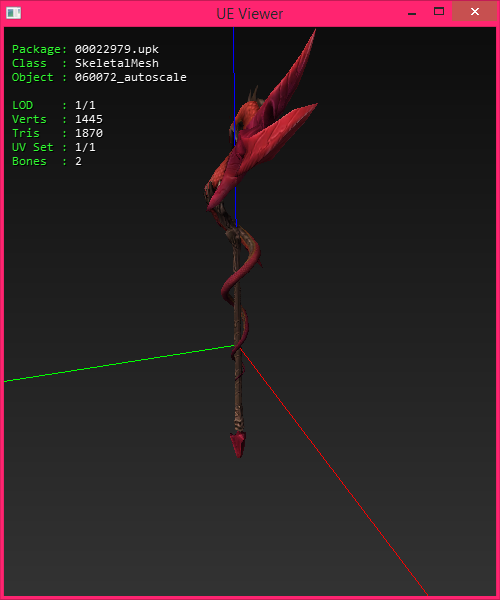 UE Viewer
Package: 00022979.upk
Class  : SkeletalMesh
Object : 060072_autoscale
LOD    : 1/1
Verts  : 1445
Tris   : 1870
UV Set : 1/1
Bones  : 2